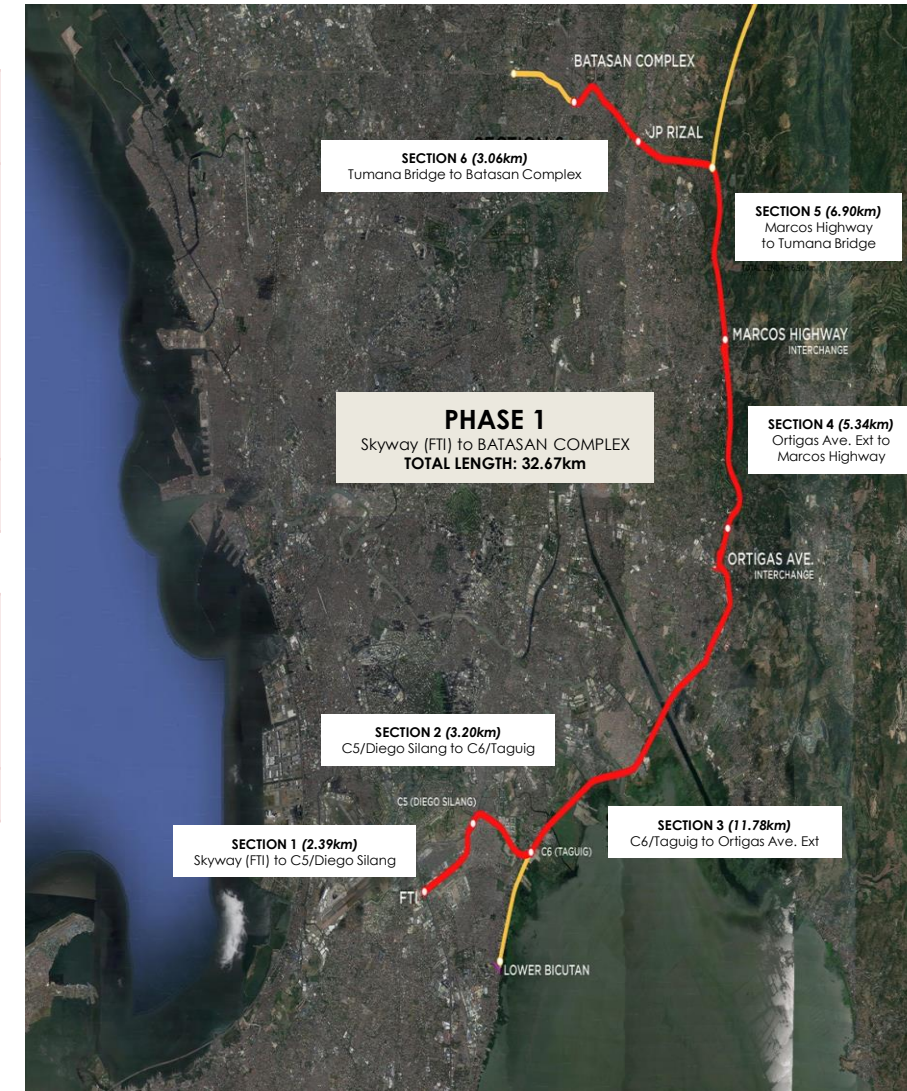 BATASAN COMPLEX
JP RIZAL
SECTION 6 (3.06km)
Tumana Bridge to Batasan Complex
SECTION 5 (6.90km)
Marcos Highway
to Tumana Bridge
MARCOS HIGHWAY
INTERCHANGE
PHASE 1
Skyway (FTI) to BATASAN COMPLEX
TOTAL LENGTH: 32.67km
SECTION 4 (5.34km)
Ortigas Ave. Ext to
Marcos Highway
ORTIGAS AVE.
INTERCHANGE
SECTION 2 (3.20km)
C5/Diego Silang to C6/Taguig
C5 (DIEGO SILANG)
SECTION 3 (11.78km)
C6/Taguig to Ortigas Ave. Ext
SECTION 1 (2.39km)
Skyway (FTI) to C5/Diego Silang
C6 (TAGUIG)
FTI
LOWER BICUTAN